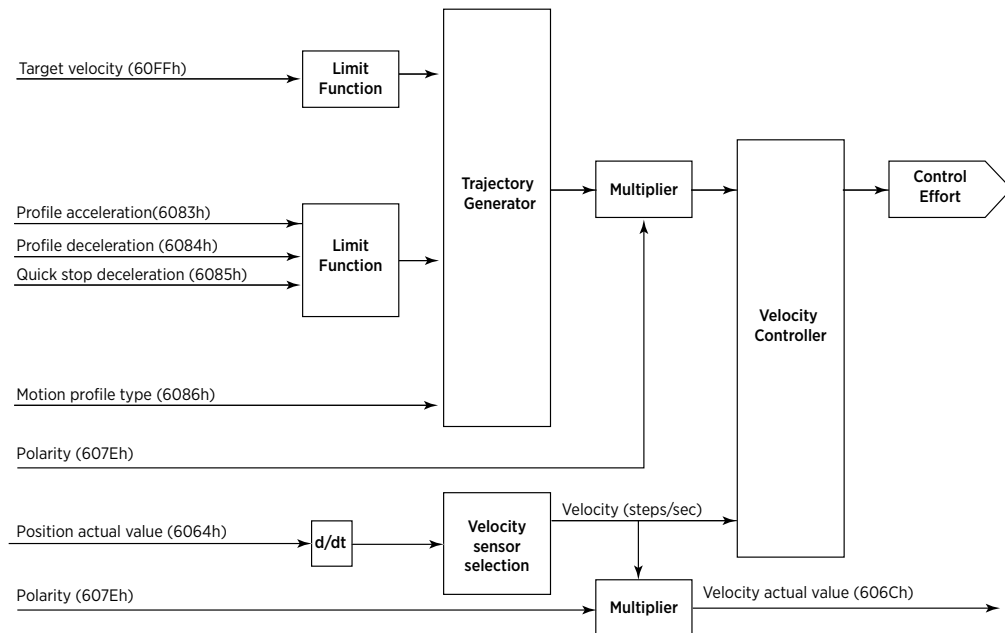 Target velocity (60FFh)
Limit
Function
Profile acceleration(6083h)
Profile deceleration (6084h)
Quick stop deceleration (6085h)
Limit
Function
Motion profile type (6086h)
Polarity (607Eh)
Trajectory
Generator
Multiplier
Velocity
Controller
Control
Effort
Position actual value (6064h)
d/dt
Velocity
sensor
selection
Velocity (steps/sec)
Polarity (607Eh)
Multiplier
Velocity actual value (606Ch)